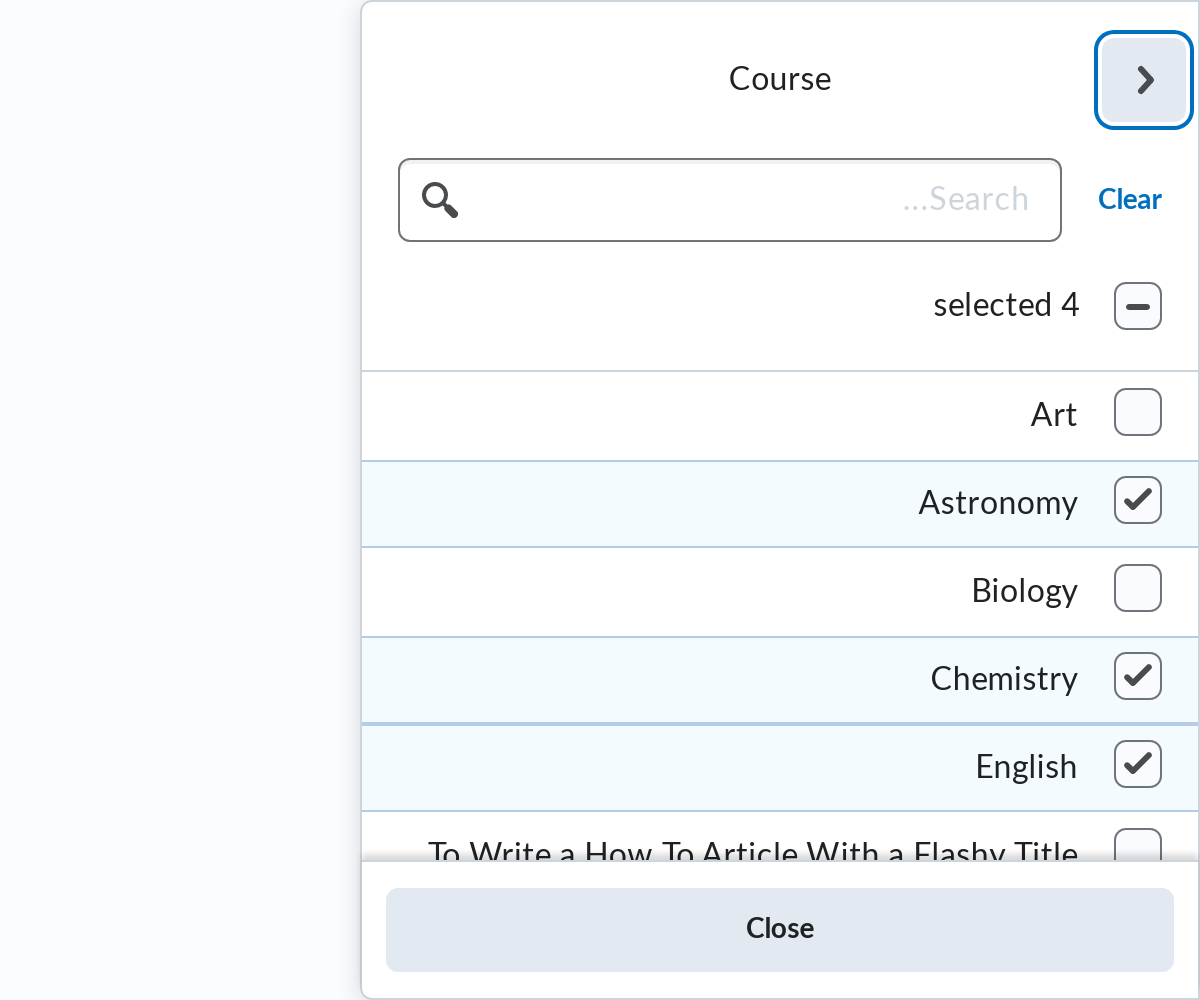 Course
...Search
Clear
selected 4
Art
Astronomy
Biology
Chemistry
English
To Write a How To Article With a Flashy Title
Close